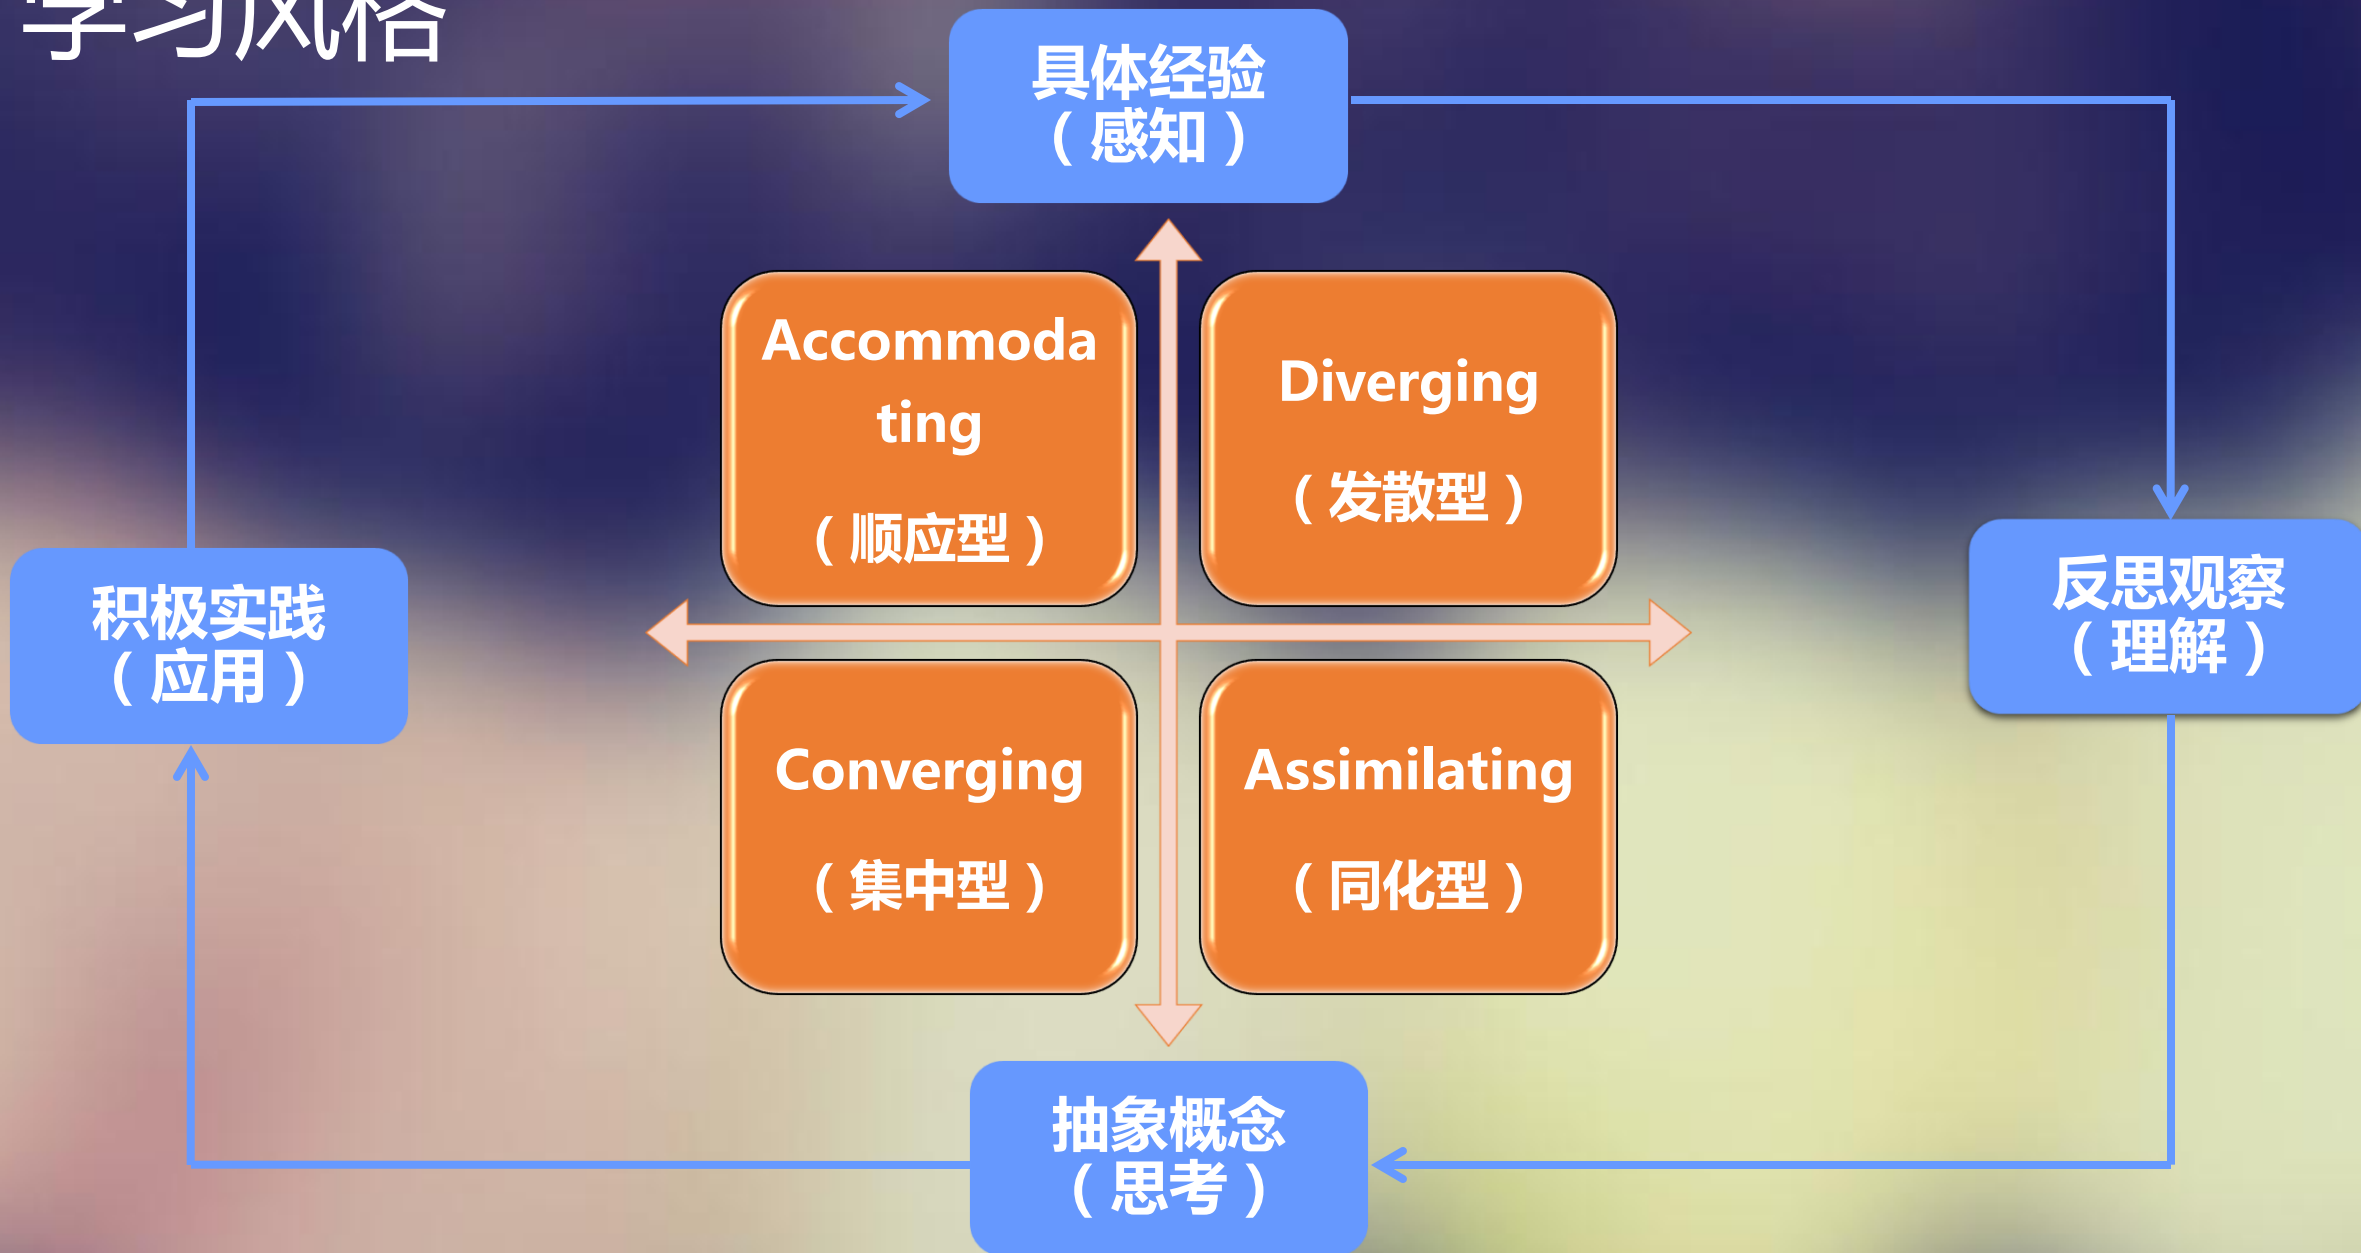 学习风格
具体经验
（感知）
Accommoda
ting
（顺应型）
Diverging
（发散型）
积极实践
（应用）
反思观察
（理解）
Converging
（集中型）
Assimilating
（同化型）
抽象概念
（思考）